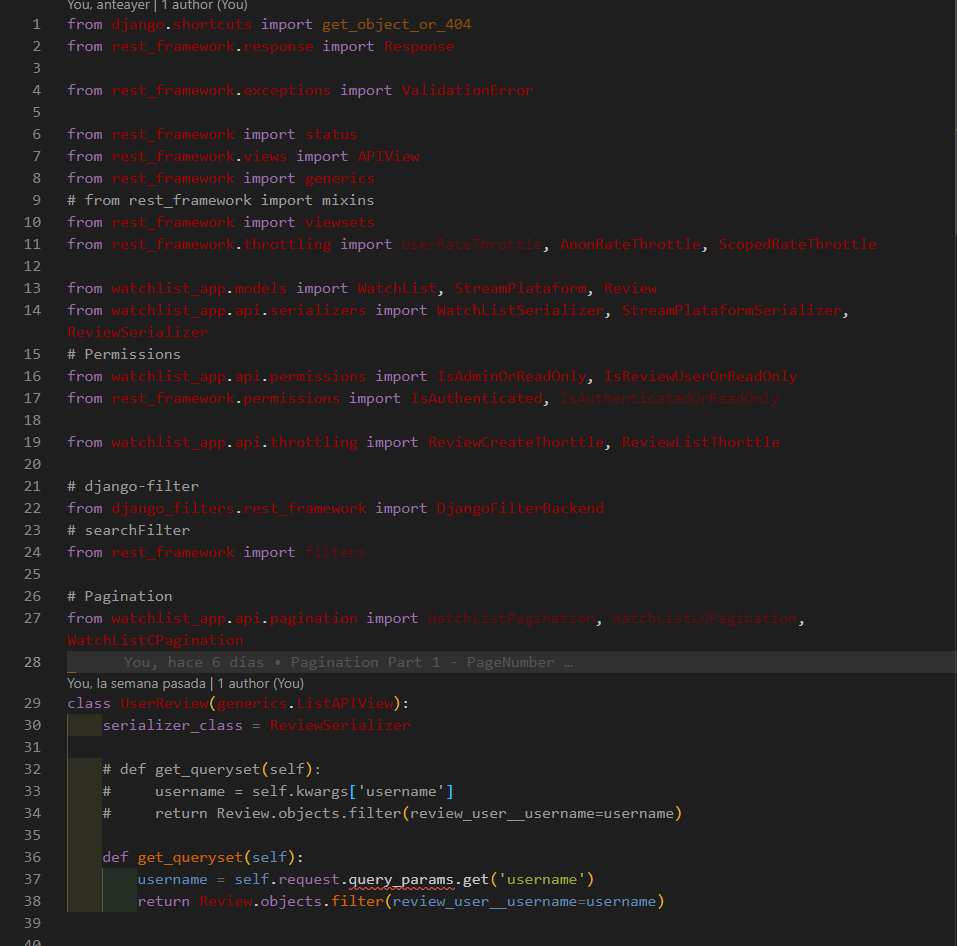 You, anteayer | 1 author (You)
1 from django.shortcuts import get_object_or_404
2 from rest_framework.response import Response
3
4 from rest_framework.exceptions import ValidationError
5
6 from rest_framework import status
7 from rest_framework.views import APIView
8 from rest_framework import generics
9 # from rest_framework import mixins
10 from rest_framework import viewsets
11 from rest_framework.throttling import UserRateThrottle, AnonRateThrottle, ScopedRateThrottle
12
13 from watchlist_app.models import WatchList, StreamPlataform, Review
14 from watchlist_app.api.serializers import WatchListSerializer, StreamPlataformSerializer,
ReviewSerializer
15 # Permissions
16 from watchlist_app.api.permissions import IsAdminOrReadOnly, IsReviewUserOrReadOnly
17 from rest_framework.permissions import IsAuthenticated, IsAuthenticatedOrReadOnly
18
19 from watchlist_app.api.throttling import ReviewCreateThorttle, ReviewListThorttle
20
21 # django-filter
22 from django_filters.rest_framework import DjangoFilterBackend
23 # searchFilter
24 from rest_framework import filters
25
26 # Pagination
27 from watchlist_app.api.pagination import WatchListPagination, WatchListLOPagination,
WatchListCPagination
28 You, hace 6 días • Pagination Part 1 - PageNumber …
You, la semana pasada | 1 author (You)
29 class UserReview(generics.ListAPIView):
30 serializer_class = ReviewSerializer
31
32 # def get_queryset(self):
33 # username = self.kwargs['username']
34 # return Review.objects.filter(review_user__username=username)
35
36 def get_queryset(self):
37 username = self.request.query_params.get('username')
38 return Review.objects.filter(review_user__username=username)
39
40